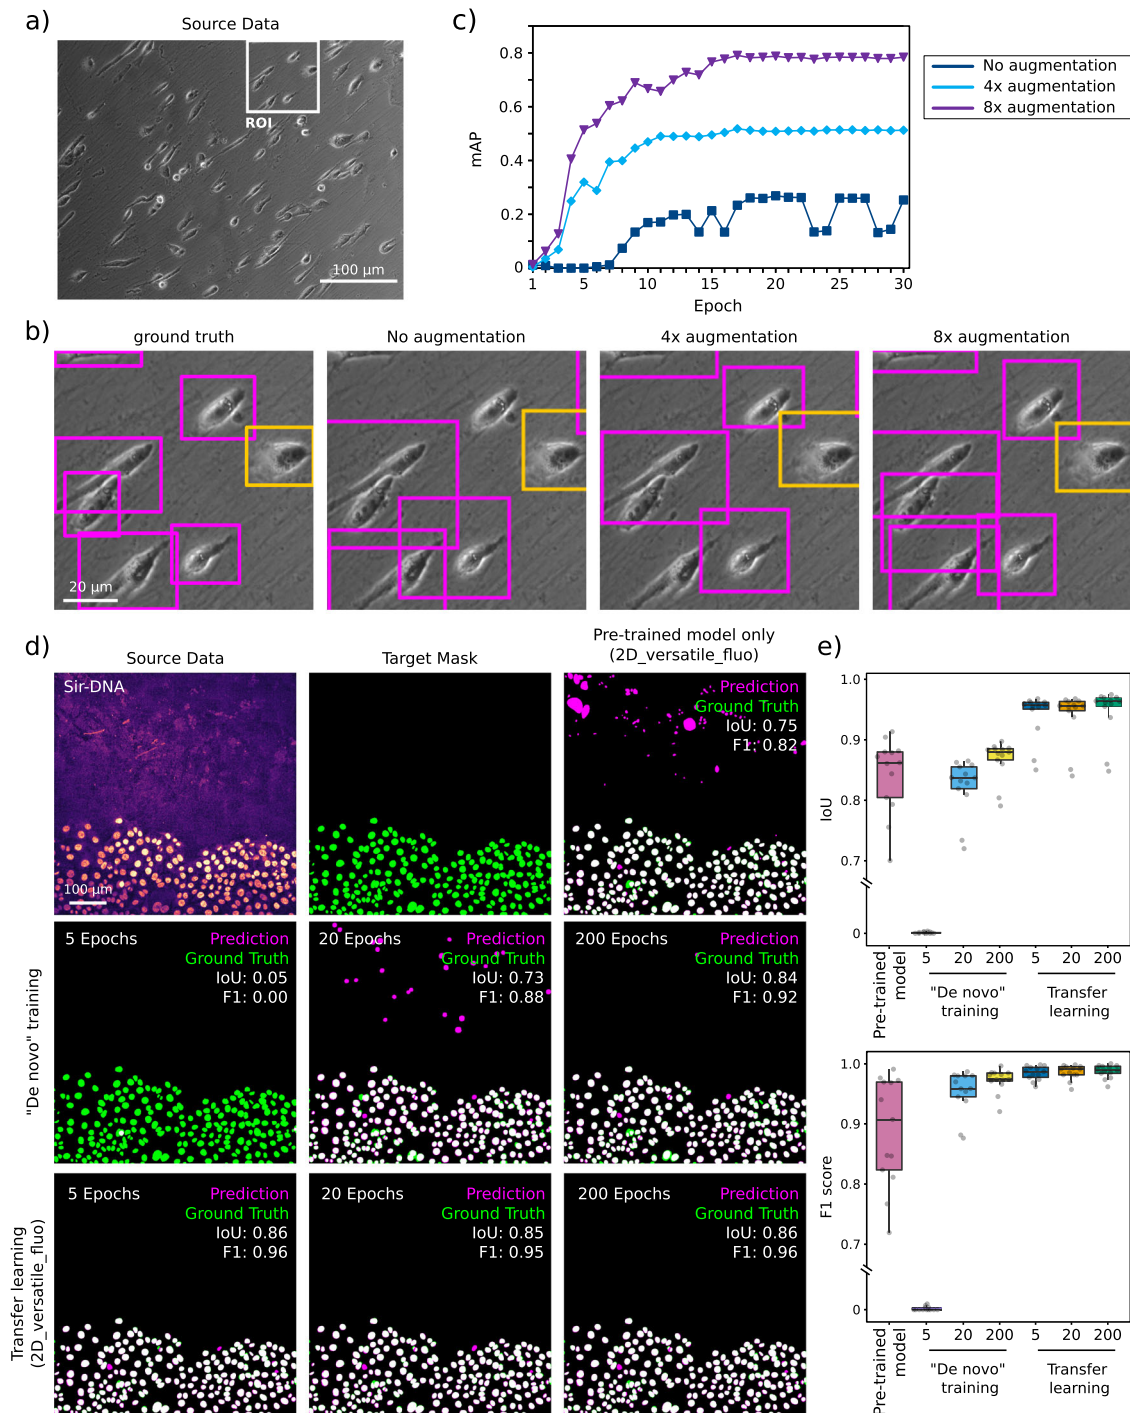 a)
Source Data
ROI
100 µm
c)
mAP
0.8
0.6
0.4
0.2
0
1
5
10
15
20
25
30
Epoch
No augmentation
4x augmentation
8x augmentation
b)
ground truth
No augmentation
4x augmentation
8x augmentation
20 µm
d)
Source Data
Target Mask
Pre-trained model only
(2D_versatile_fluo)
Sir-DNA
100 µm
Prediction
Ground Truth
IoU: 0.75
F1: 0.82
"De novo" training
5 Epochs
Prediction
Ground Truth
IoU: 0.05
F1: 0.00
20 Epochs
Prediction
Ground Truth
IoU: 0.73
F1: 0.88
200 Epochs
Prediction
Ground Truth
IoU: 0.84
F1: 0.92
Transfer learning
(2D_versatile_fluo)
5 Epochs
Prediction
Ground Truth
IoU: 0.86
F1: 0.96
20 Epochs
Prediction
Ground Truth
IoU: 0.85
F1: 0.95
200 Epochs
Prediction
Ground Truth
IoU: 0.86
F1: 0.96
e)
IoU
1.0
0.9
0.8
0.7
0
Pre-trained
model
5
20
200
"De novo"
training
5
20
200
Transfer
learning
F1 score
1.0
0.9
0.8
0.7
0
Pre-trained
model
5
20
200
"De novo"
training
5
20
200
Transfer
learning